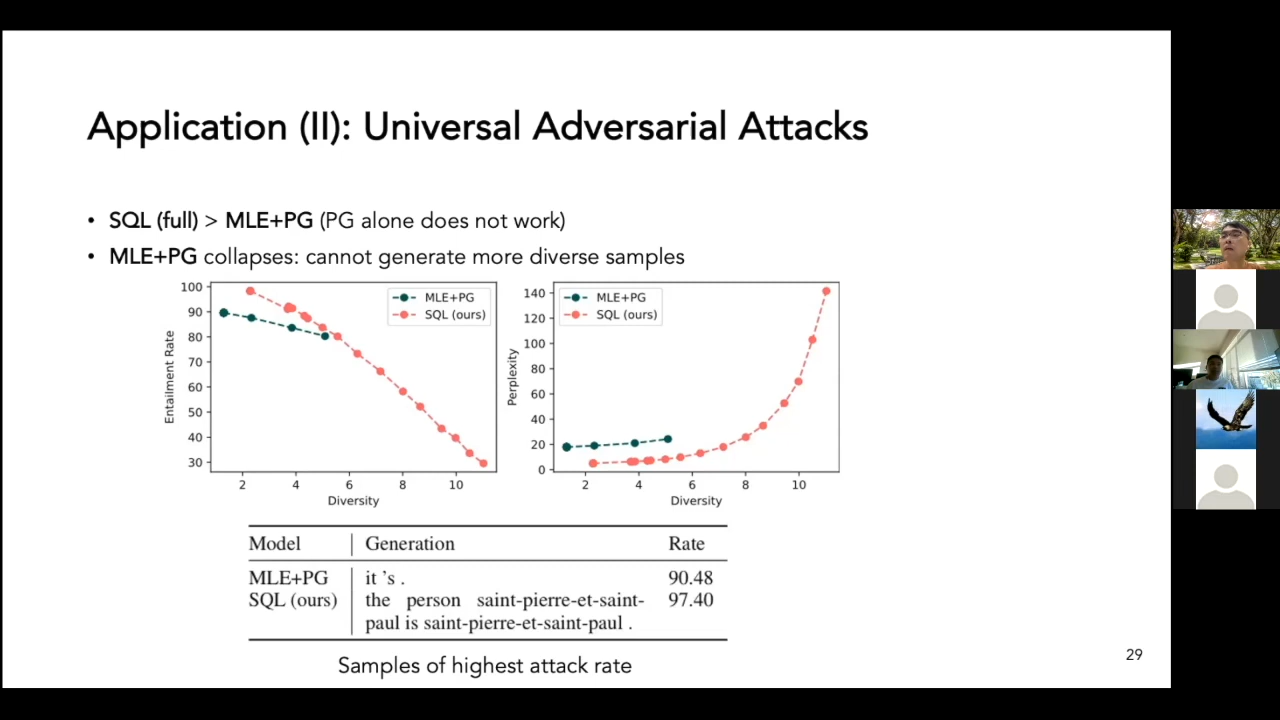 Application (II): Universal Adversarial Attacks
• SQL (full) > MLE+PG (PG alone does not work)
• MLE+PG collapses: cannot generate more diverse samples
100
90
80
70
60
50
40
30
Entailment Rate
MLE+PG
SQL (ours)
2 4 6 8 10
Diversity
140
120
100
80
60
40
20
0
Perplexity
MLE+PG
SQL (ours)
2 4 6 8 10
Diversity
Model Generation Rate
MLE+PG it 's . 90.48
SQL (ours) the person saint-pierre-et-saint- 97.40
paul is saint-pierre-et-saint-paul .
Samples of highest attack rate
29